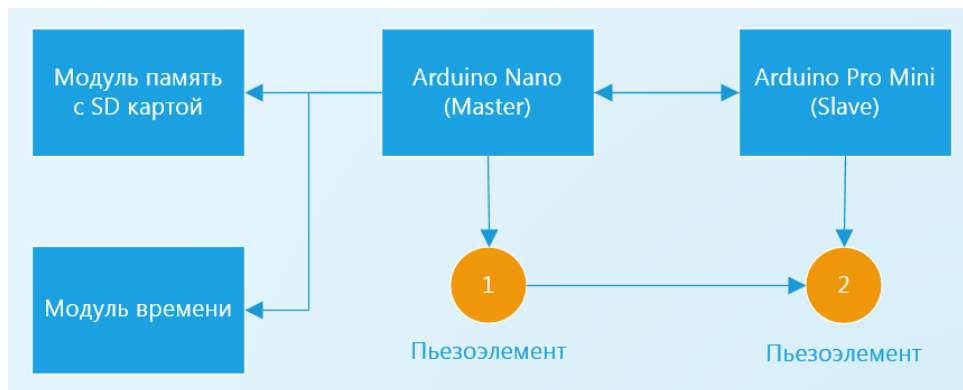 Модуль память
с SD картой
Arduino Nano
(Master)
Arduino Pro Mini
(Slave)
Модуль времени
1
2
Пьезоэлемент
Пьезоэлемент